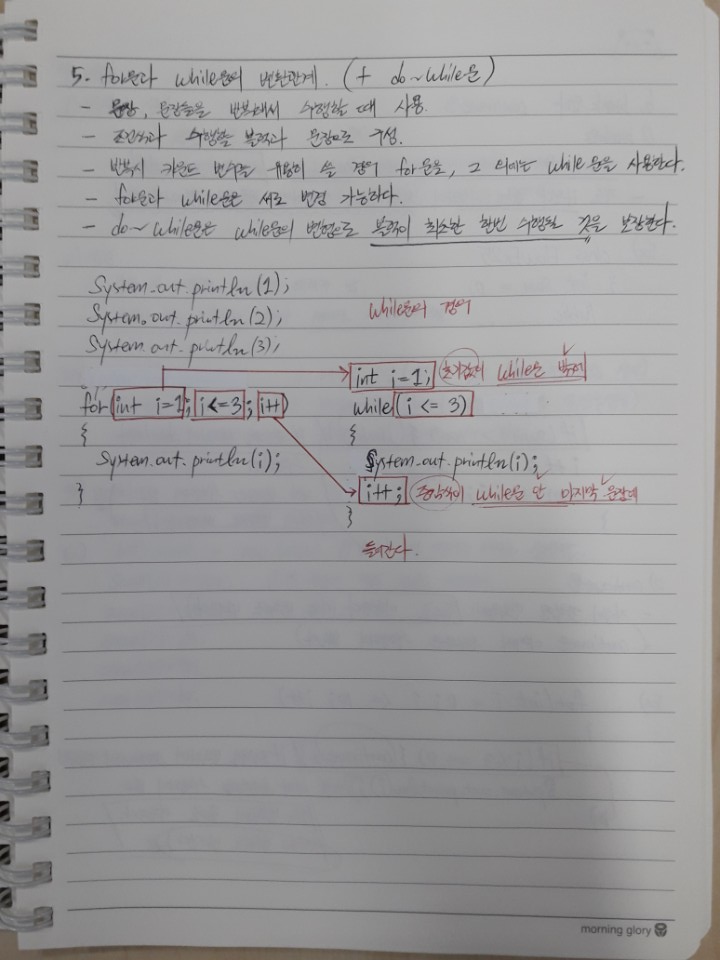 5. for문과 while문의 변환관계. (+ do~while문)
- 문장, 문장들을 반복해서 수행할 때 사용.
- 조건식과 수행할 블럭과 문장으로 구성.
- 반복시 카운트 변수를 유용히 쓸 경우 for문을, 그 외에는 while문을 사용한다.
- for문과 while문은 서로 변경 가능하다.
- do~while문은 while문의 변형으로 블럭이 최소한 한번 수행될 것을 보장한다.
System.out.println(1);
System.out.println(2);
while문의 경우
System.out.println(3);
int i=1; 초기값이 while문 밖에
for(int i=1; i<=3; i++)
while(i <= 3)
{
{
System.out.println(i);
System.out.println(i);
}
i++; 증감식이 while문 안 마지막 문장에
}
들어간다.
morning glory